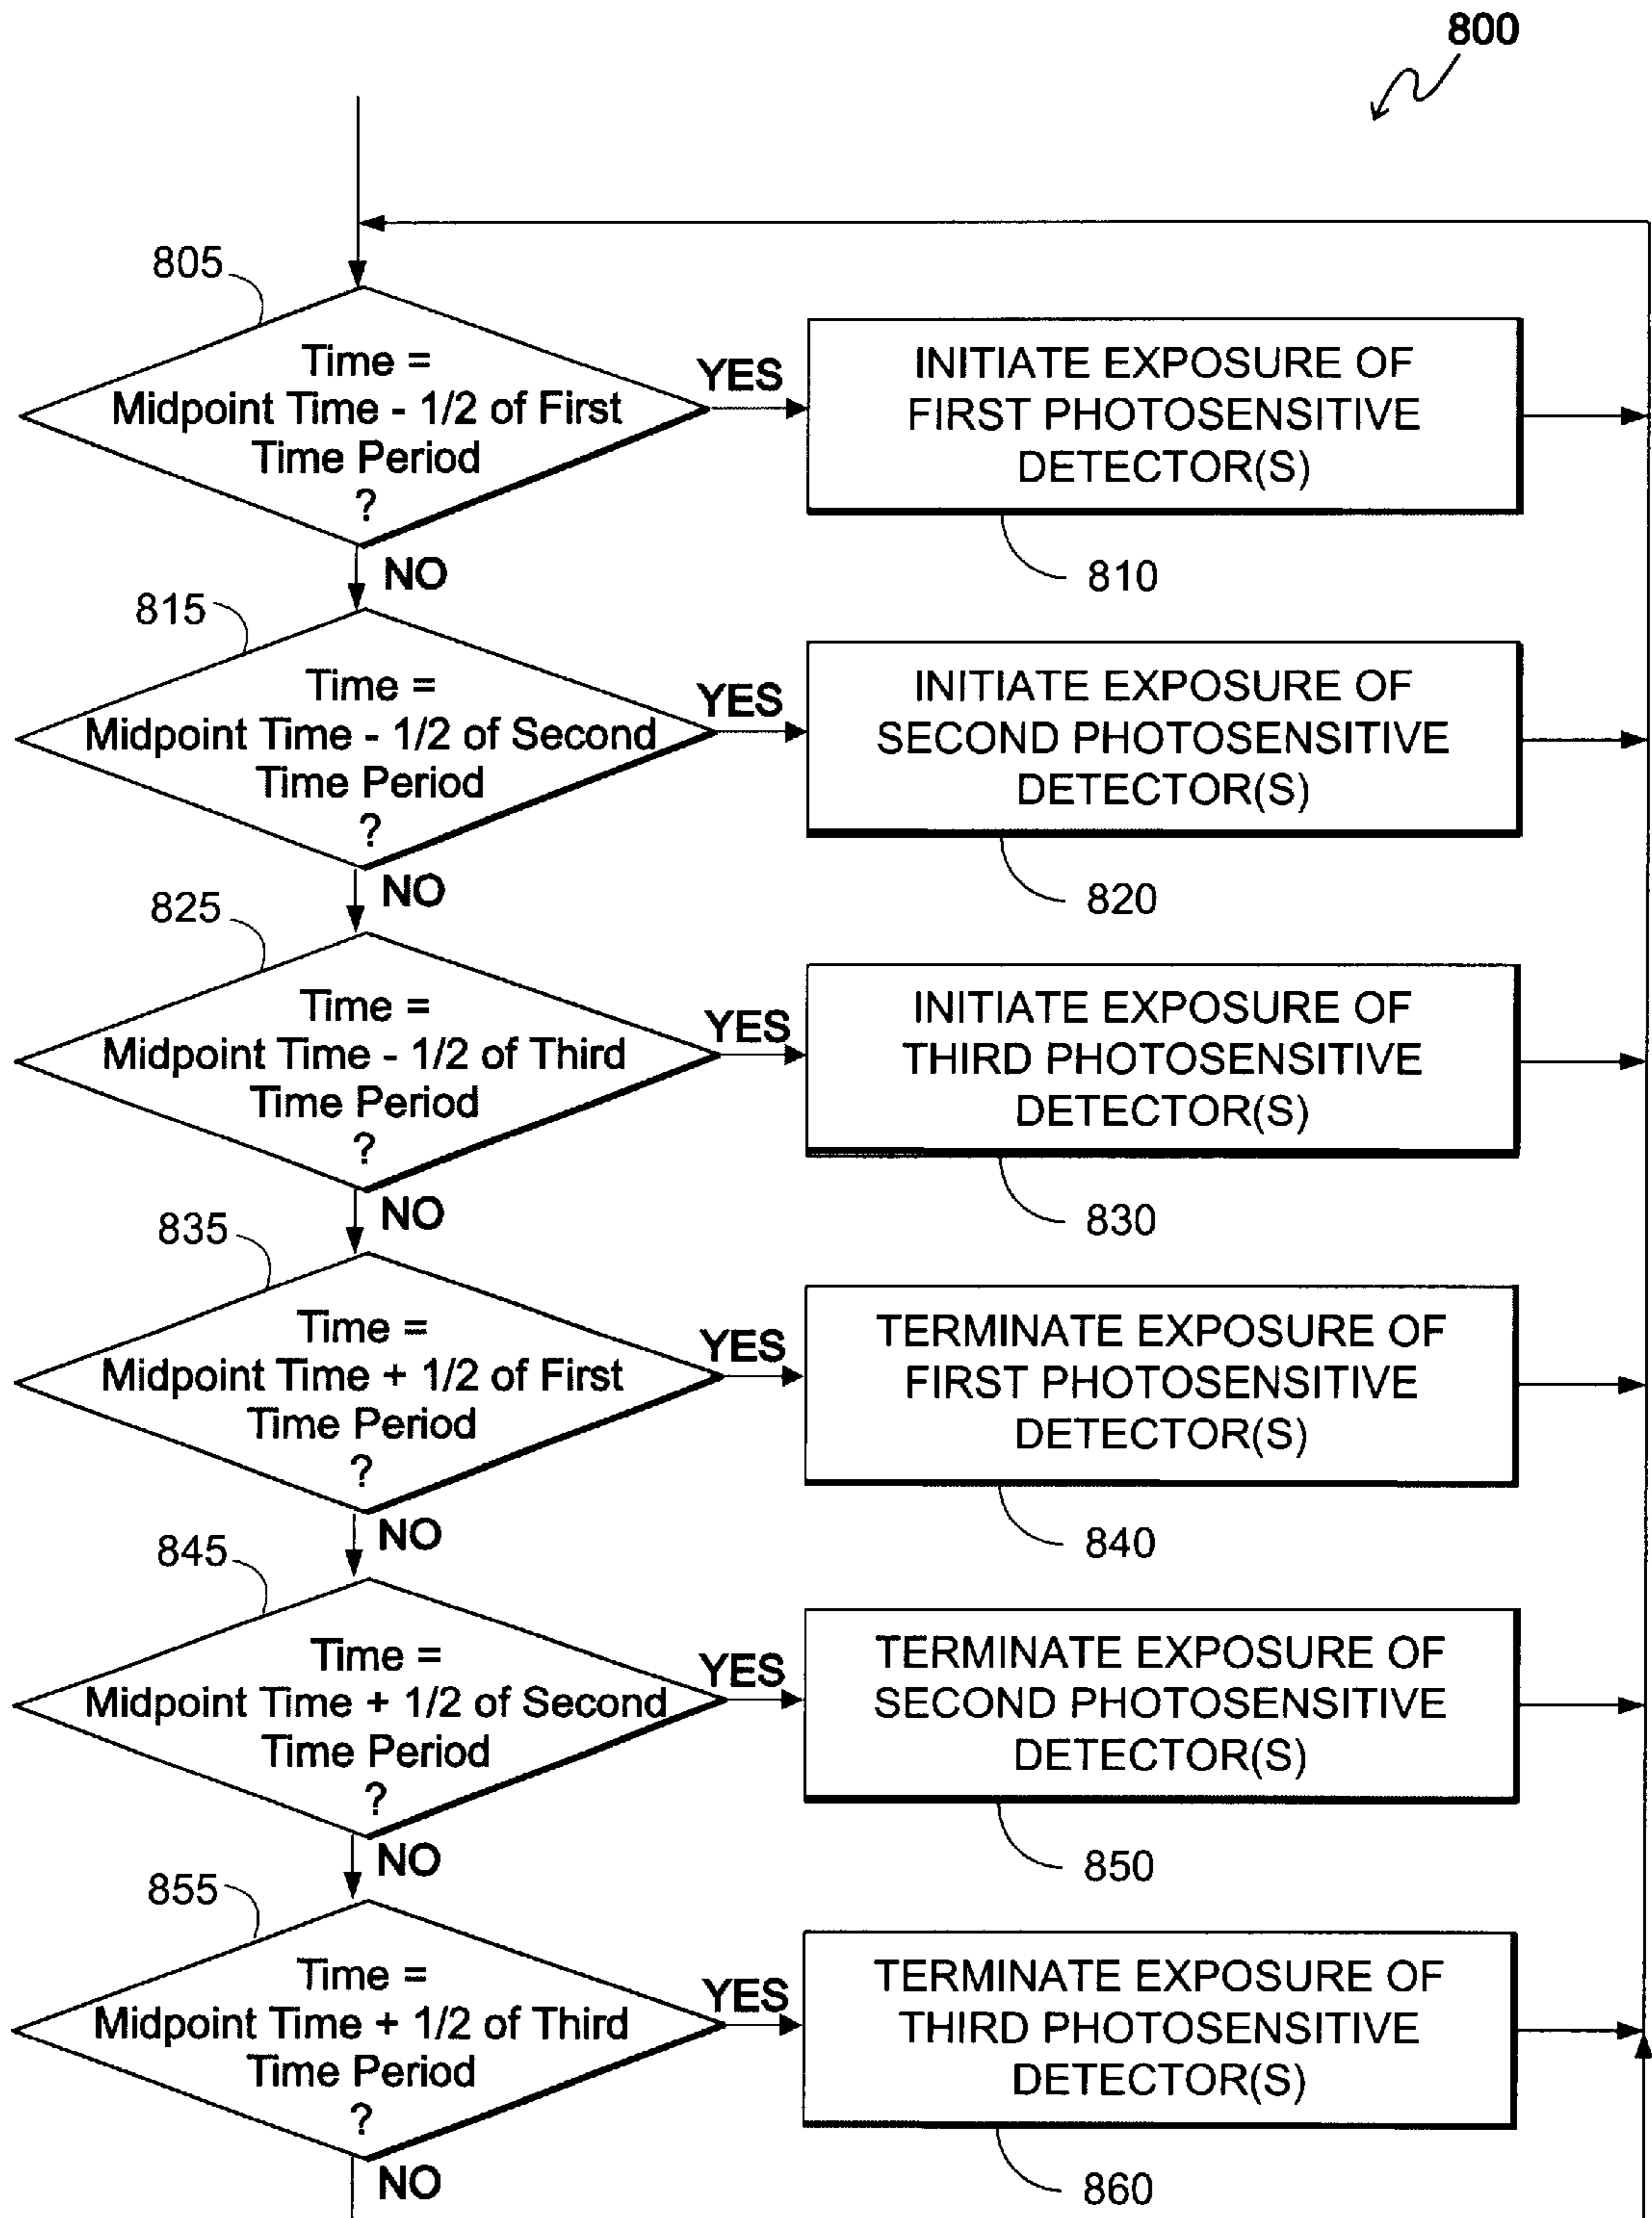 800
805
Time =
Midpoint Time - 1/2 of First
Time Period
?
YES
INITIATE EXPOSURE OF
FIRST PHOTOSENSITIVE
DETECTOR(S)
810
NO
815
Time =
Midpoint Time - 1/2 of Second
Time Period
?
YES
INITIATE EXPOSURE OF
SECOND PHOTOSENSITIVE
DETECTOR(S)
820
NO
825
Time =
Midpoint Time - 1/2 of Third
Time Period
?
YES
INITIATE EXPOSURE OF
THIRD PHOTOSENSITIVE
DETECTOR(S)
830
NO
835
Time =
Midpoint Time + 1/2 of First
Time Period
?
YES
TERMINATE EXPOSURE OF
FIRST PHOTOSENSITIVE
DETECTOR(S)
840
NO
845
Time =
Midpoint Time + 1/2 of Second
Time Period
?
YES
TERMINATE EXPOSURE OF
SECOND PHOTOSENSITIVE
DETECTOR(S)
850
NO
855
Time =
Midpoint Time + 1/2 of Third
Time Period
?
YES
TERMINATE EXPOSURE OF
THIRD PHOTOSENSITIVE
DETECTOR(S)
860
NO